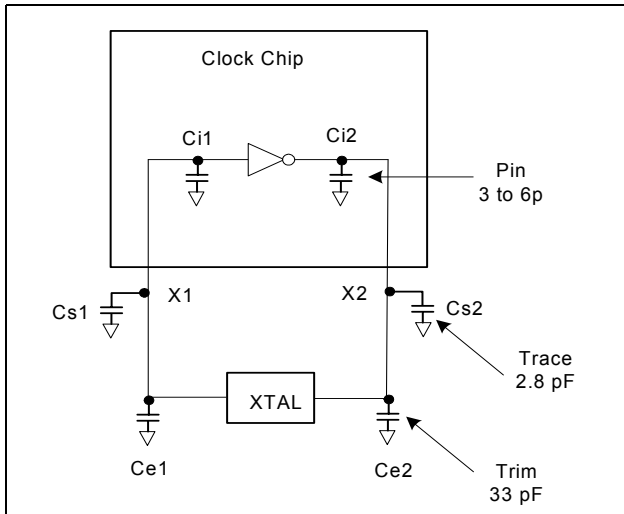 Clock Chip
Ci1
Ci2
Pin
3 to 6p
X1
X2
Cs1
Cs2
Trace
2.8 pF
XTAL
Ce1
Ce2
Trim
33 pF